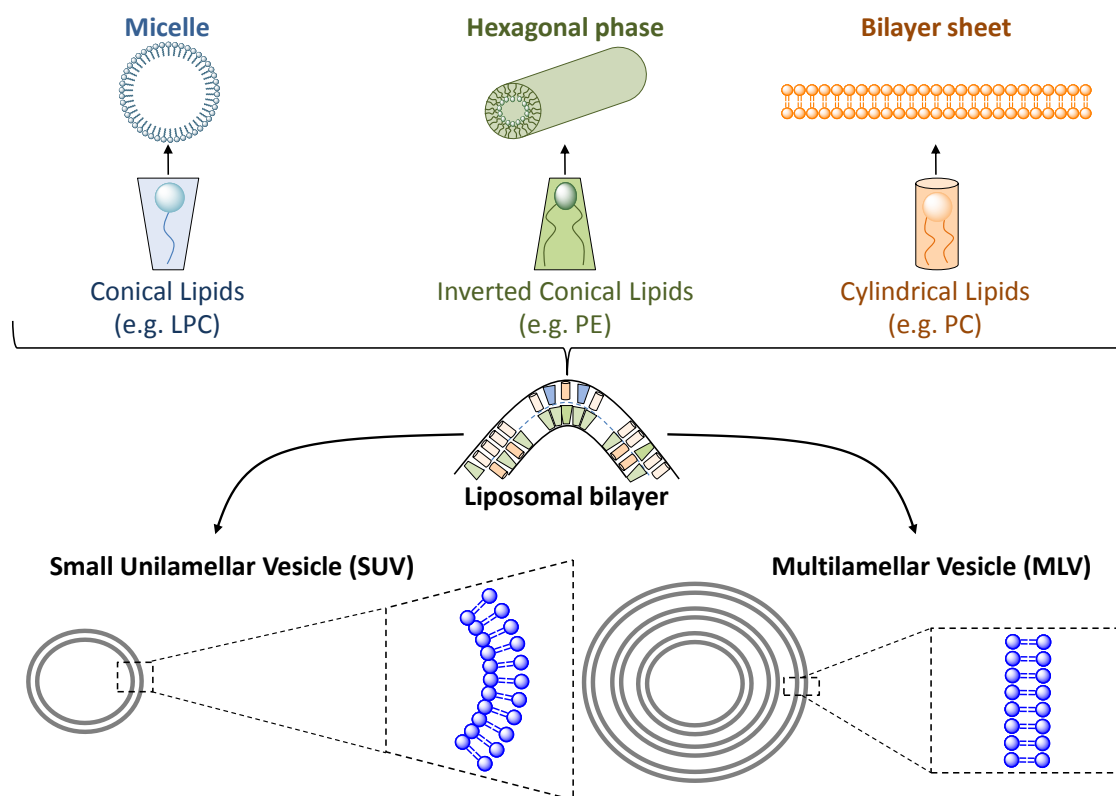 Micelle
Hexagonal phase
Bilayer sheet
Conical Lipids
(e.g. LPC)
Inverted Conical Lipids
(e.g. PE)
Cylindrical Lipids
(e.g. PC)
Liposomal bilayer
Small Unilamellar Vesicle (SUV)
Multilamellar Vesicle (MLV)